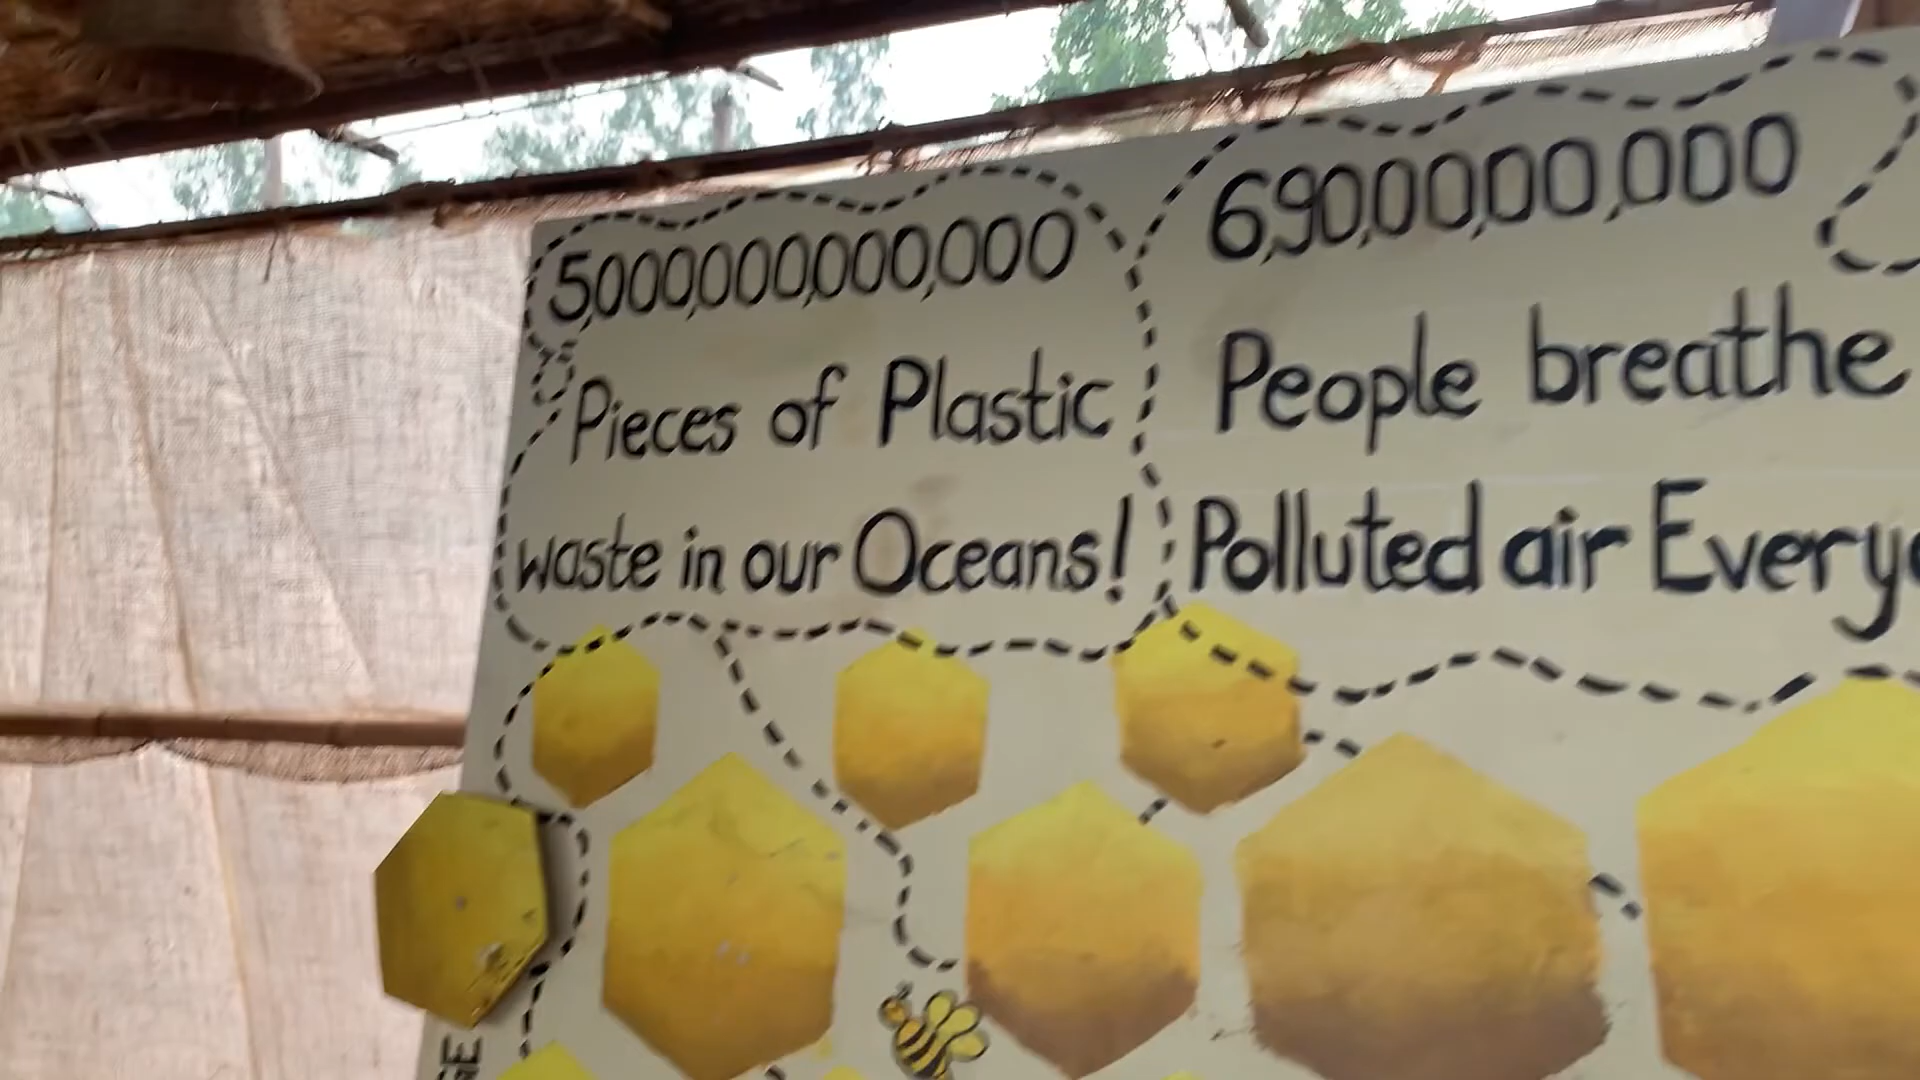 5,000,000,000,000
Pieces of Plastic
waste in our Oceans!
6,90,00,00,000
People breathe
Polluted air